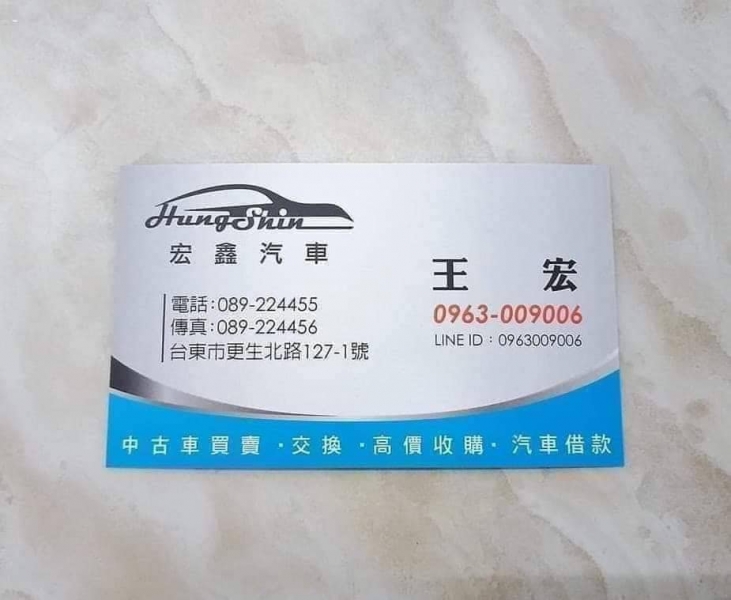 Hung Shin
宏鑫汽車
王 宏
0963-009006
LINE ID：0963009006
電話:089-224455
傳真:089-224456
台東市更生北路127-1號
中古車買賣 ·交換 ·高價收購· 汽車借款